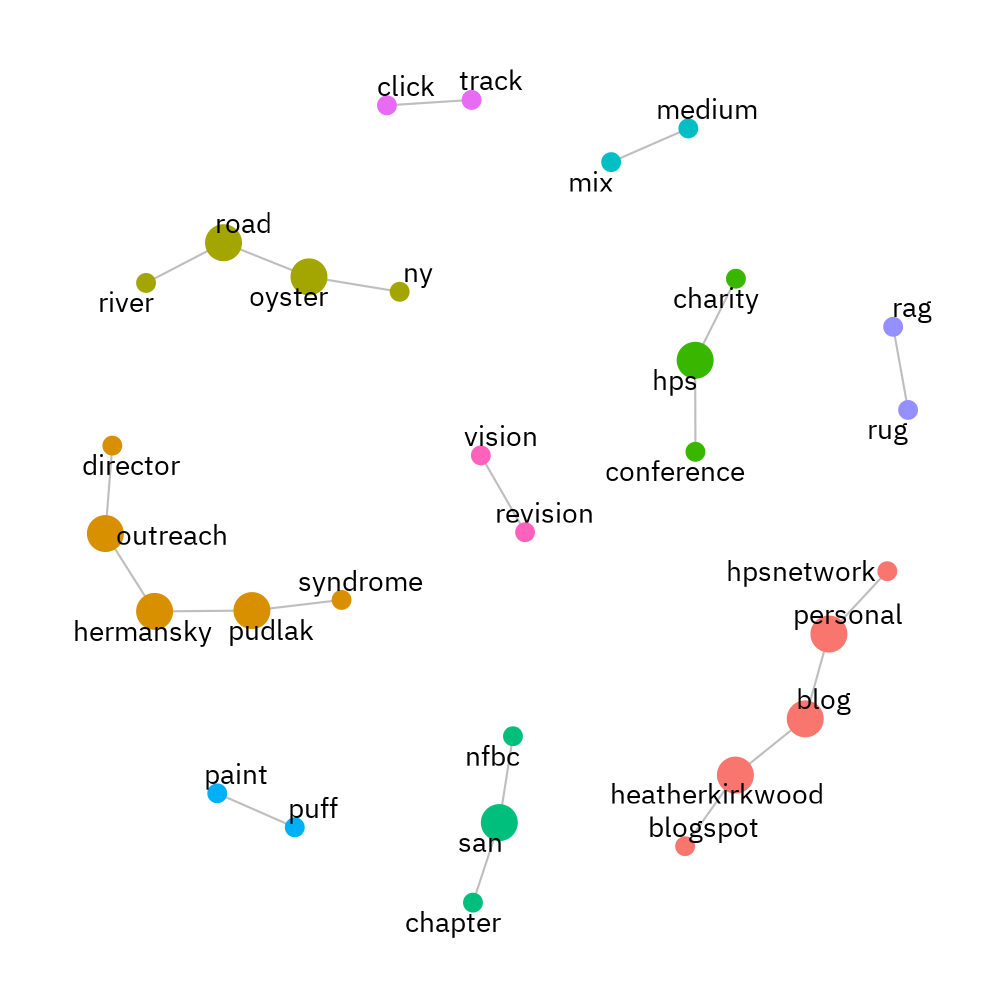 click
track
medium
mix
road
river
oyster
ny
charity
hps
conference
rag
rug
director
outreach
hermansky
pudlak
syndrome
vision
revision
hpsnetwork
personal
blog
heatherkirkwood
blogspot
paint
puff
nfbc
san
chapter